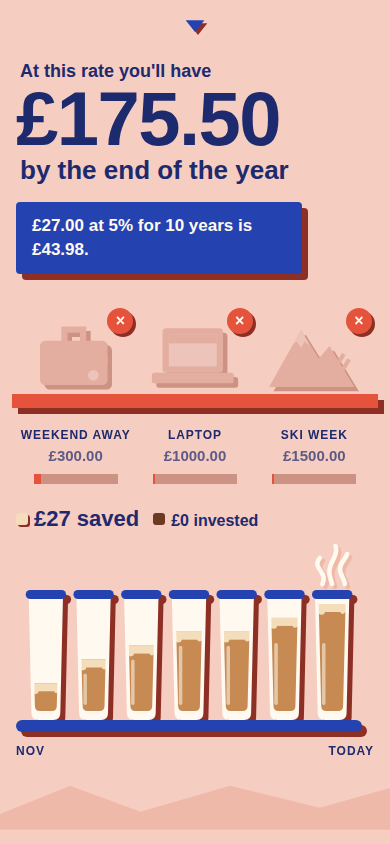 At this rate you'll have
£175.50
by the end of the year
£27.00 at 5% for 10 years is
£43.98.
WEEKEND AWAY LAPTOP SKI WEEK
£300.00 £1000.00 £1500.00
£27 saved £0 invested
NOV TODAY